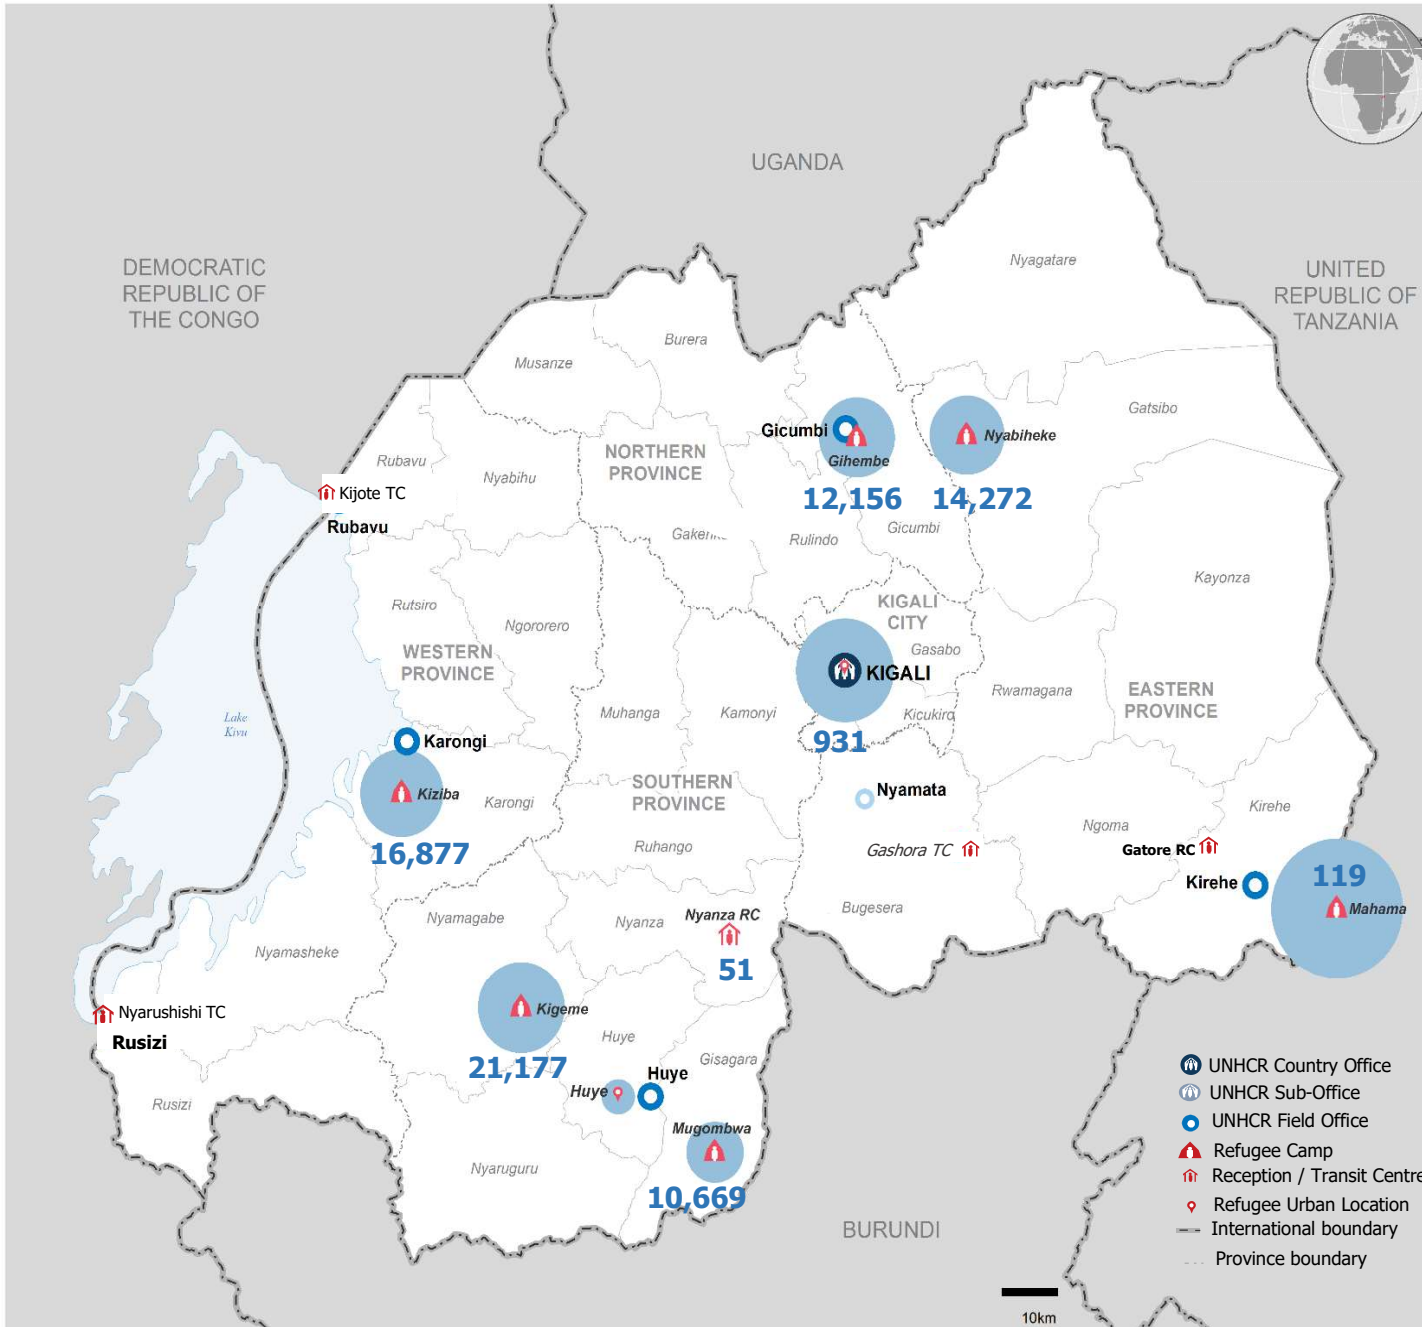 UGANDA
DEMOCRATIC
REPUBLIC OF
THE CONGO
Nyagatare
UNITED
REPUBLIC OF
TANZANIA
Burera
Musanze
Gatsibo
Gicumbi
Gihembe
Nyabiheke
12,156
14,272
NORTHERN
PROVINCE
Rubavu
Nyabihu
Kijote TC
Rubavu
Gicumbi
Rulindo
Kayonza
Rutsiro
Ngororero
KIGALI
CITY
Gasabo
WESTERN
PROVINCE
KIGALI
Rwamagana
EASTERN
PROVINCE
Lake
Kivu
Muhanga
Kamonyi
Kicukiro
931
Karongi
Kiziba
Karongi
16,877
SOUTHERN
PROVINCE
Nyamata
Ngoma
Kirehe
Ruhango
Gashora TC
Gatore RC
Kirehe
119
Mahama
Nyamagabe
Nyanza
Nyanza RC
51
Bugesera
Nyamasheke
Nyarushishi TC
Rusizi
Kigeme
21,177
Huye
Gisagara
Huye
Huye
Rusizi
Mugombwa
10,669
Nyaruguru
BURUNDI
UNHCR Country Office
UNHCR Sub-Office
UNHCR Field Office
Refugee Camp
Reception / Transit Centre
Refugee Urban Location
International boundary
Province boundary
10km